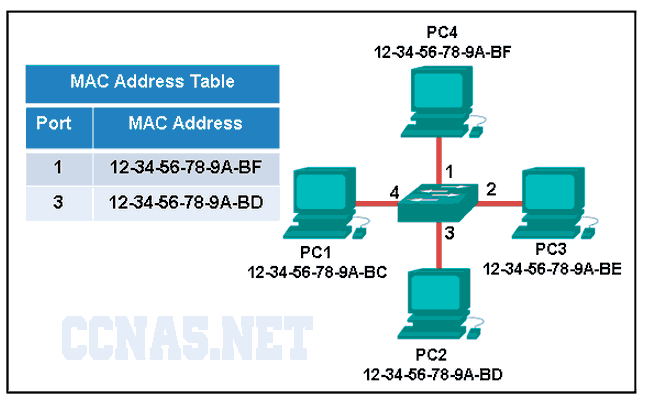 PC4
12-34-56-78-9A-BF
MAC Address Table
Port MAC Address
1 12-34-56-78-9A-BF
3 12-34-56-78-9A-BD
1
4
2
3
PC1
12-34-56-78-9A-BC
PC3
12-34-56-78-9A-BE
PC2
12-34-56-78-9A-BD
CCNAS.NET